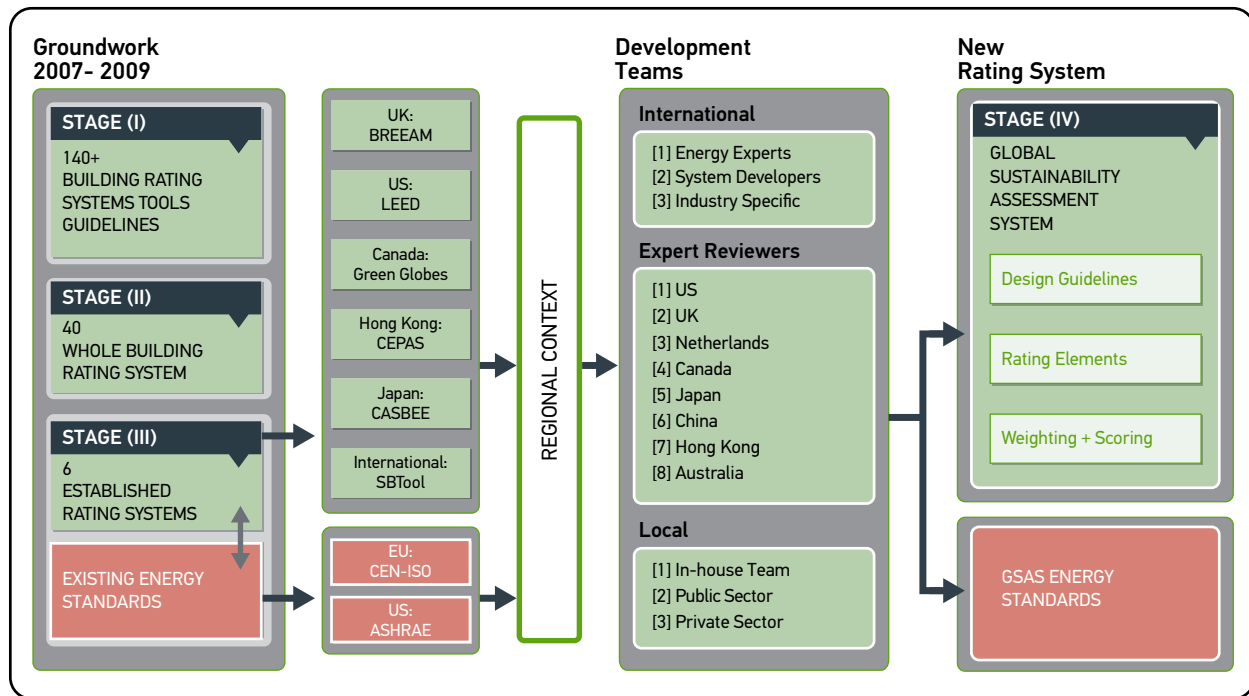 Groundwork
2007- 2009
STAGE (I)
140+
BUILDING RATING
SYSTEMS TOOLS
GUIDELINES
STAGE (II)
40
WHOLE BUILDING
RATING SYSTEM
STAGE (III)
6
ESTABLISHED
RATING SYSTEMS
EXISTING ENERGY
STANDARDS
UK:
BREEAM
US:
LEED
Canada:
Green Globes
Hong Kong:
CEPAS
Japan:
CASBEE
International:
SBTool
EU:
CEN-ISO
US:
ASHRAE
REGIONAL CONTEXT
Development
Teams
International
[1] Energy Experts
[2] System Developers
[3] Industry Specific
Expert Reviewers
[1] US
[2] UK
[3] Netherlands
[4] Canada
[5] Japan
[6] China
[7] Hong Kong
[8] Australia
Local
[1] In-house Team
[2] Public Sector
[3] Private Sector
New
Rating System
STAGE (IV)
GLOBAL
SUSTAINABILITY
ASSESSMENT
SYSTEM
Design Guidelines
Rating Elements
Weighting + Scoring
GSAS ENERGY
STANDARDS